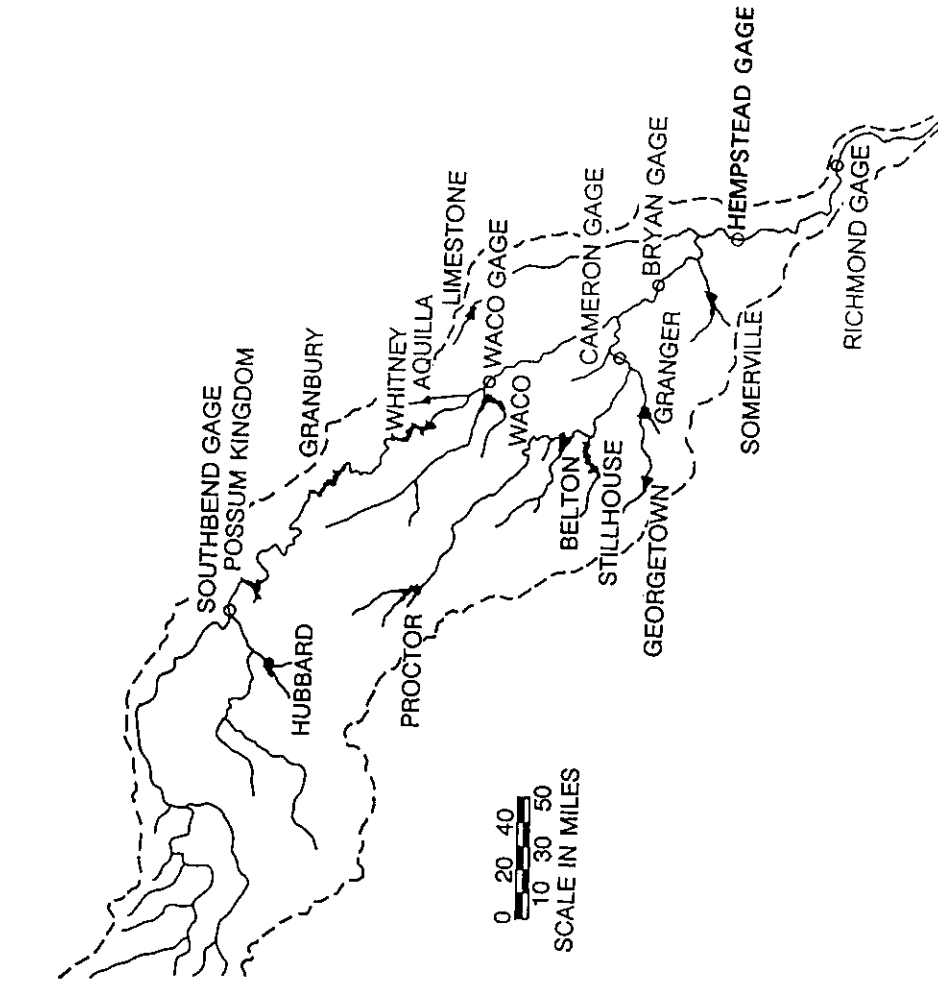 SOUTHBEND GAGE
POSSUM KINGDOM
GRANBURY
WHITNEY
AQUILLA
LIMESTONE
WACO GAGE
WACO
CAMERON GAGE
BRYAN GAGE
HEMPSTEAD GAGE
RICHMOND GAGE
HUBBARD
PROCTOR
BELTON
STILLHOUSE
GEORGETOWN
GRANGER
SOMERVILLE
0 20 40
10 30 50
SCALE IN MILES